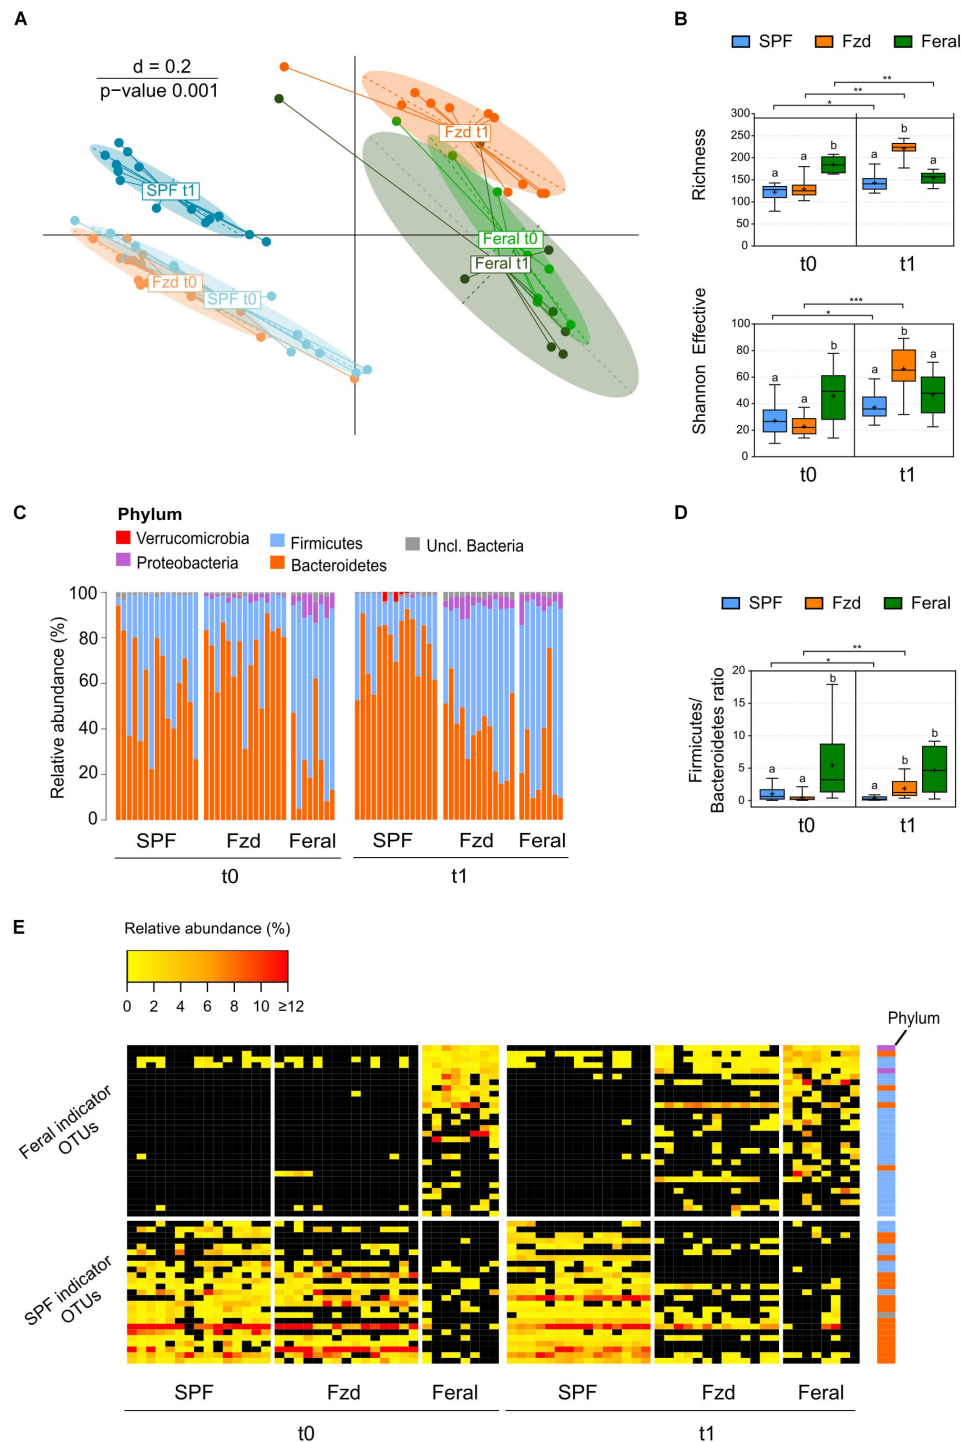 A
d = 0.2
p-value 0.001
Fzd t1
SPF t1
Feral t0
Feral t1
Fzd t0
SPF t0
B
SPF Fzd Feral
**
**
*
Richness
300
250
200
150
100
50
0
a a b a b a
t0 t1
***
*
Shannon Effective
100
80
60
40
20
0
a a b a b a
t0 t1
C
Phylum
Verrucomicrobia Firmicutes Uncl. Bacteria
Proteobacteria Bacteroidetes
Relative abundance (%)
100
80
60
40
20
0
SPF Fzd Feral SPF Fzd Feral
t0 t1
D
SPF Fzd Feral
**
*
Firmicutes/
Bacteroidetes ratio
20
15
10
5
0
a a b a b b
t0 t1
E
Relative abundance (%)
0 2 4 6 8 10 ≥12
Phylum
Feral indicator
OTUs
SPF indicator
OTUs
SPF Fzd Feral SPF Fzd Feral
t0 t1